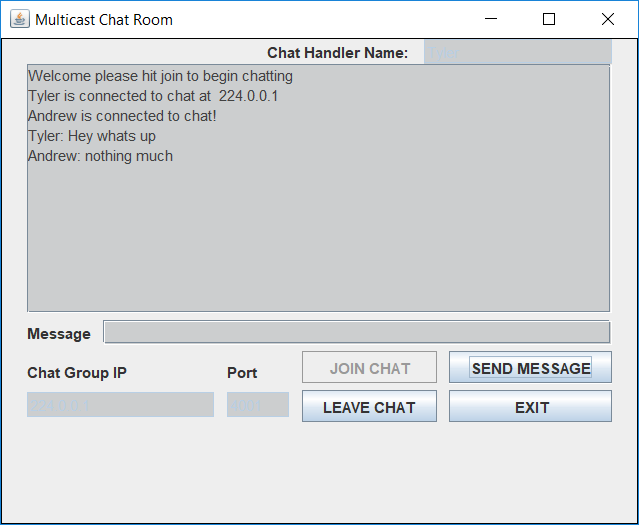 Multicast Chat Room
Chat Handler Name: Tyler
Welcome please hit join to begin chatting
Tyler is connected to chat at  224.0.0.1
Andrew is connected to chat!
Tyler: Hey whats up
Andrew: nothing much
Message
Chat Group IP
Port
JOIN CHAT
SEND MESSAGE
224.0.0.1
LEAVE CHAT
EXIT